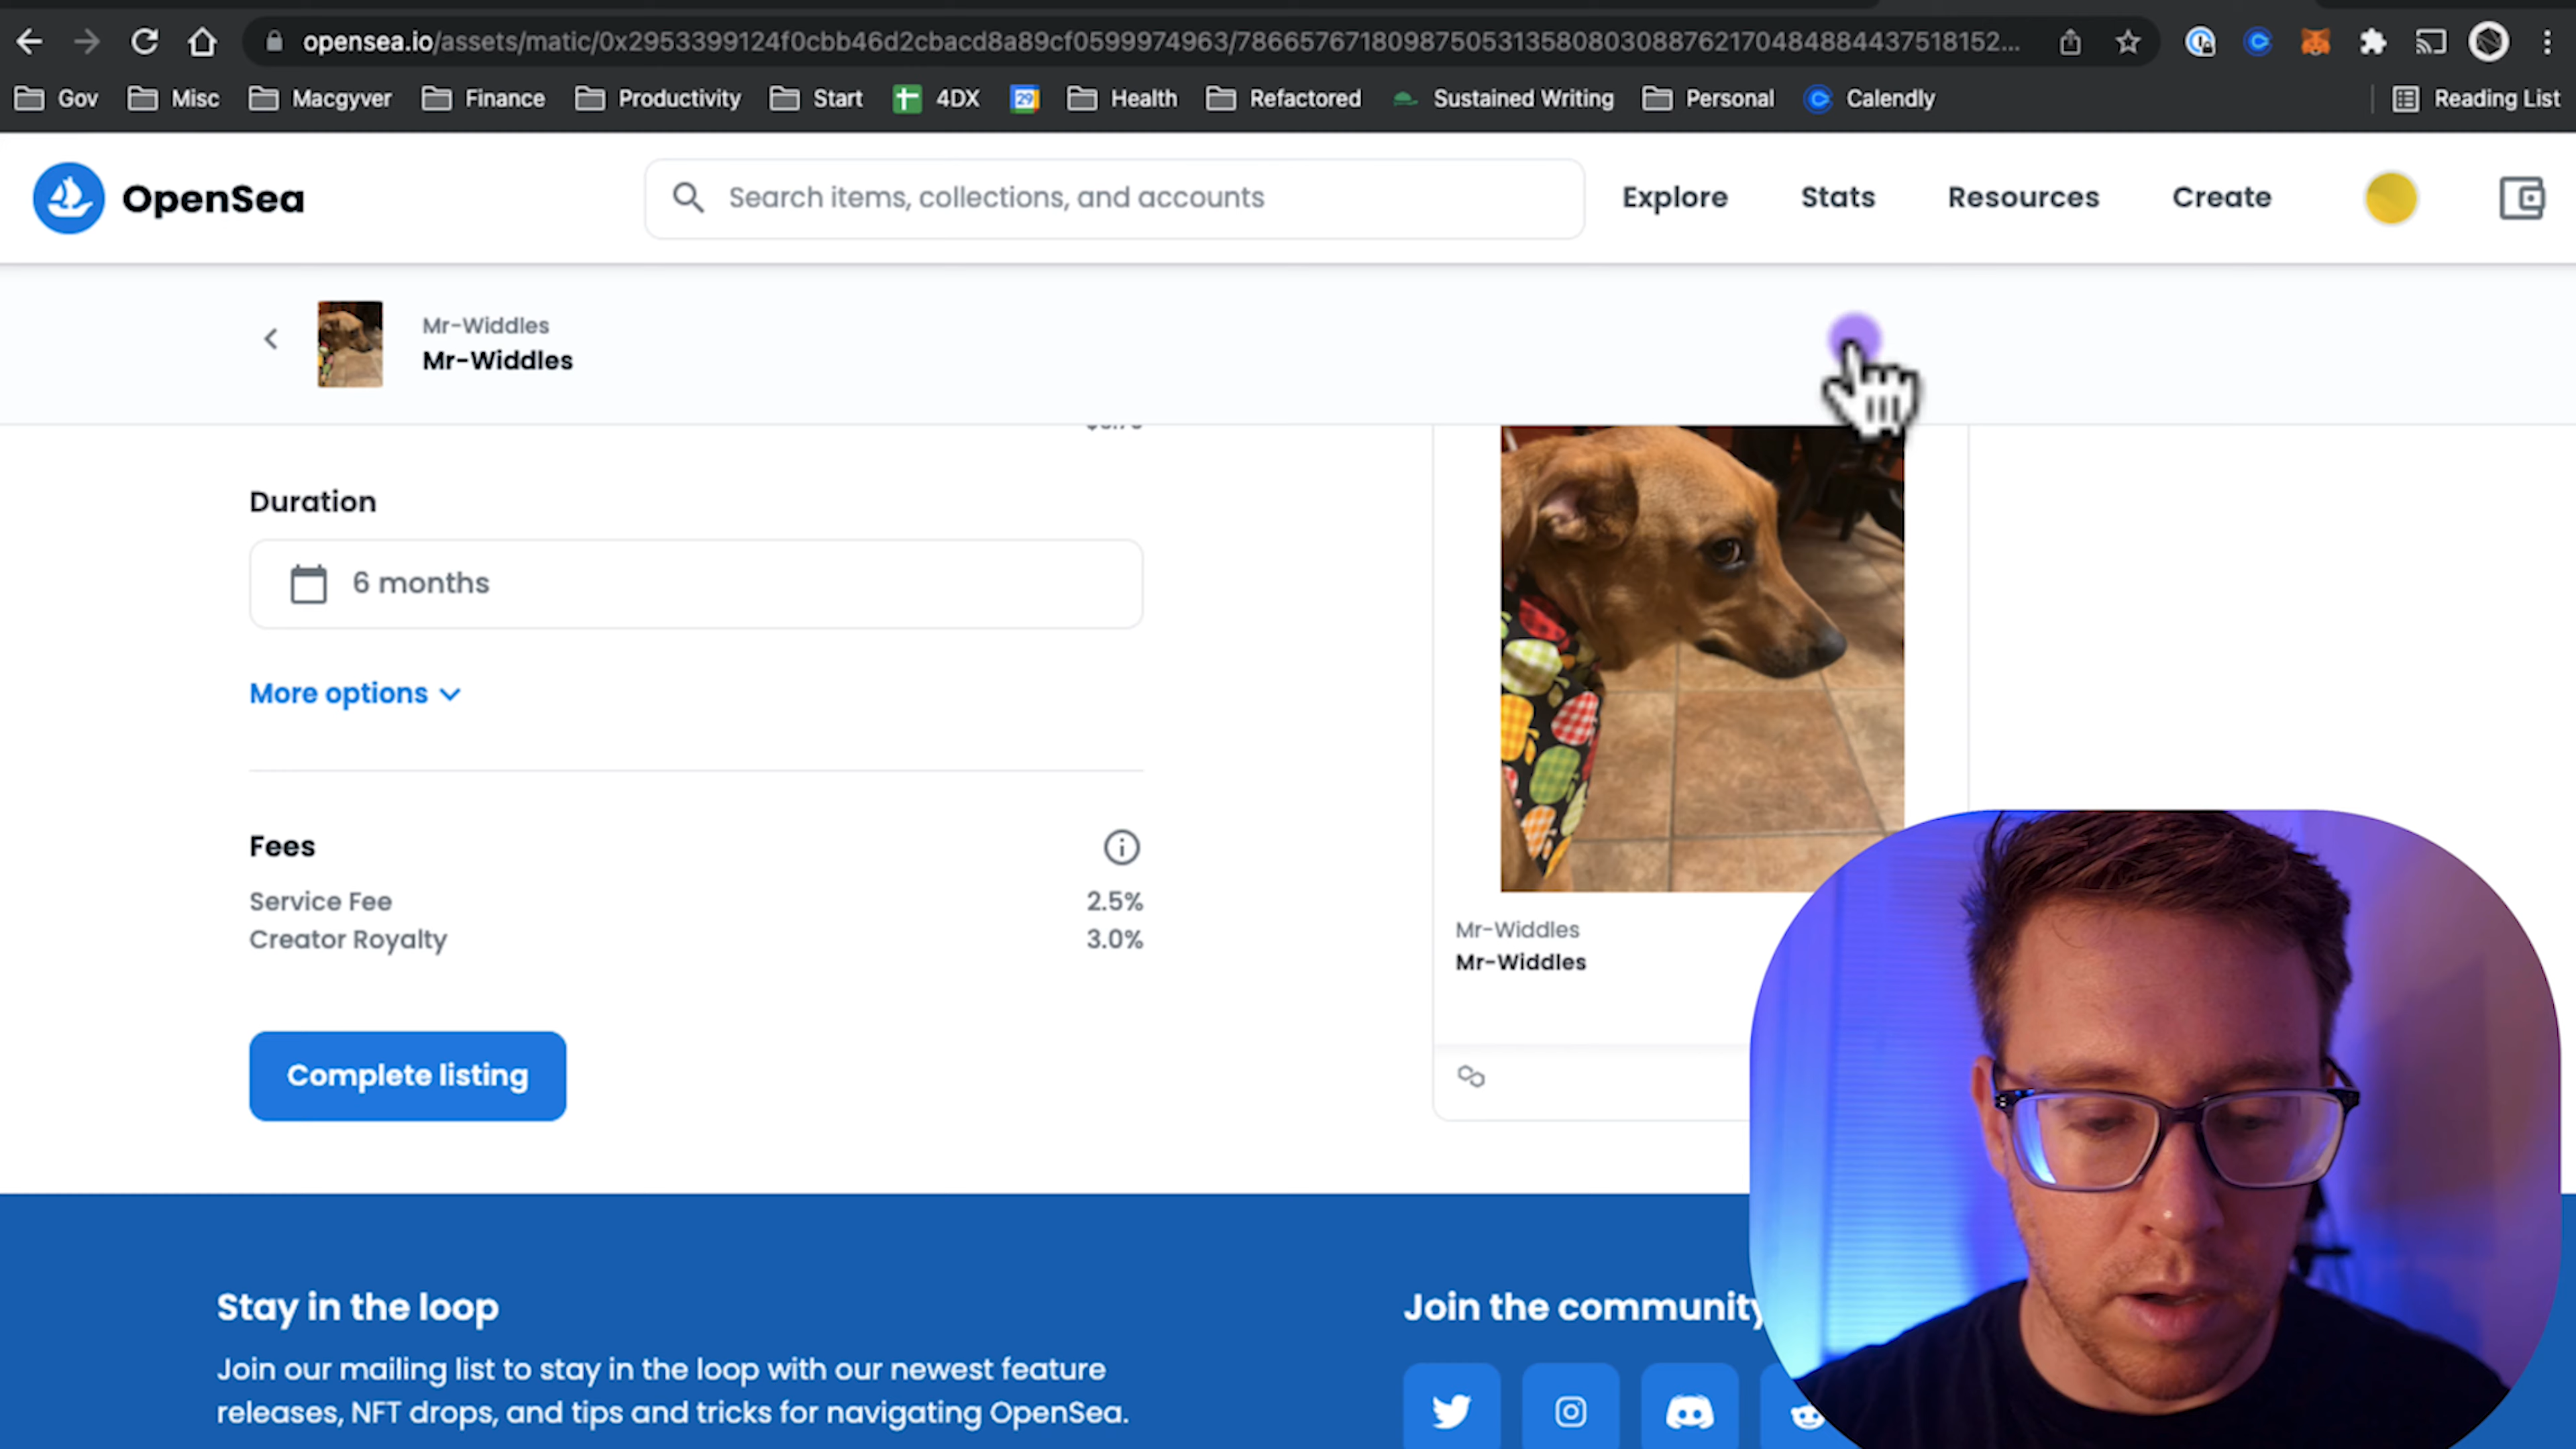 opensea.io/assets/matic/0x2953399124f0cbb46d2cbacd8a89cf0599974963/78665767180987505313580803088762170484884437518152...
Gov Misc Macgyver Finance Productivity Start 4DX 29 Health Refactored Sustained Writing Personal Calendly Reading List
OpenSea Search items, collections, and accounts Explore Stats Resources Create
Mr-Widdles
Mr-Widdles
Duration
6 months
More options
Fees
Service Fee 2.5%
Creator Royalty 3.0%
Complete listing
Mr-Widdles
Mr-Widdles
Stay in the loop
Join our mailing list to stay in the loop with our newest feature
releases, NFT drops, and tips and tricks for navigating OpenSea.
Join the community